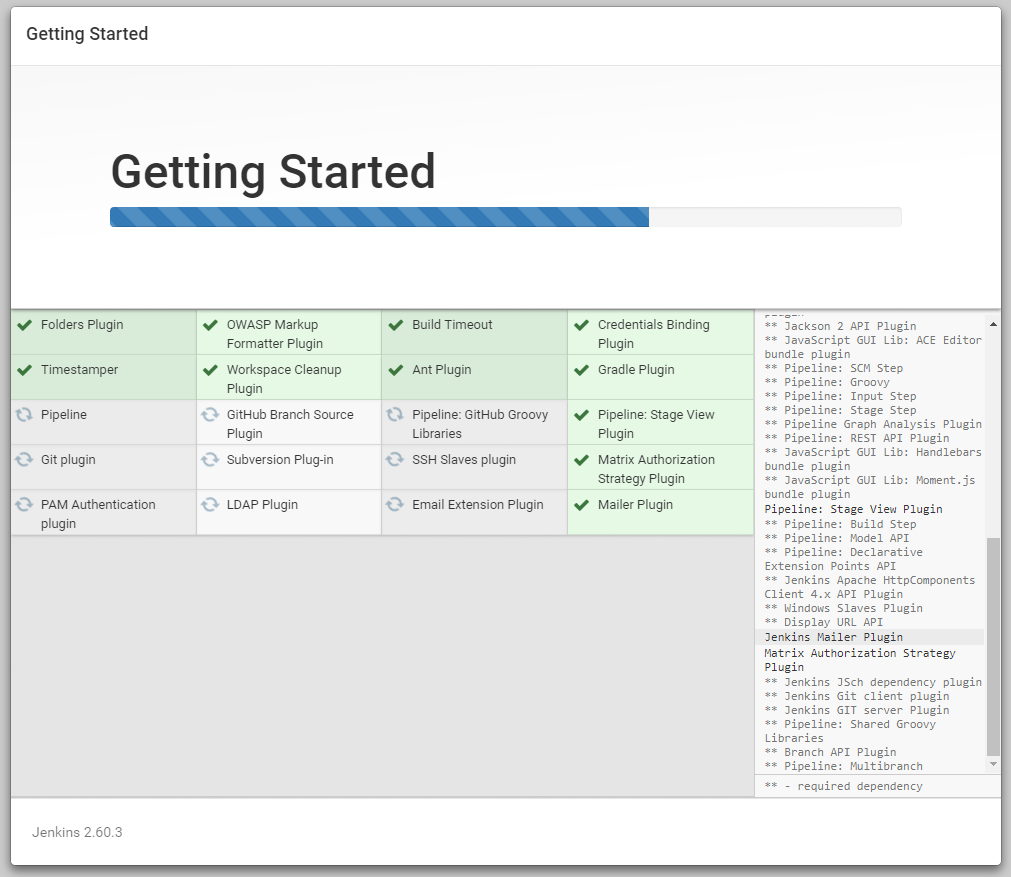 Getting Started
Getting Started
Folders Plugin
OWASP Markup
Formatter Plugin
Build Timeout
Credentials Binding
Plugin
Timestamper
Workspace Cleanup
Plugin
Ant Plugin
Gradle Plugin
Pipeline
GitHub Branch Source
Plugin
Pipeline: GitHub Groovy
Libraries
Pipeline: Stage View
Plugin
Git plugin
Subversion Plug-in
SSH Slaves plugin
Matrix Authorization
Strategy Plugin
PAM Authentication
plugin
LDAP Plugin
Email Extension Plugin
Mailer Plugin
** Jackson 2 API Plugin
** JavaScript GUI Lib: ACE Editor
bundle plugin
** Pipeline: SCM Step
** Pipeline: Groovy
** Pipeline: Input Step
** Pipeline: Stage Step
** Pipeline Graph Analysis Plugin
** Pipeline: REST API Plugin
** JavaScript GUI Lib: Handlebars
bundle plugin
** JavaScript GUI Lib: Moment.js
bundle plugin
Pipeline: Stage View Plugin
** Pipeline: Build Step
** Pipeline: Model API
** Pipeline: Declarative
Extension Points API
** Jenkins Apache HttpComponents
Client 4.x API Plugin
** Windows Slaves Plugin
** Display URL API
Jenkins Mailer Plugin
Matrix Authorization Strategy
Plugin
** Jenkins JSch dependency plugin
** Jenkins Git client plugin
** Jenkins GIT server Plugin
** Pipeline: Shared Groovy
Libraries
** Branch API Plugin
** Pipeline: Multibranch
** - required dependency
Jenkins 2.60.3